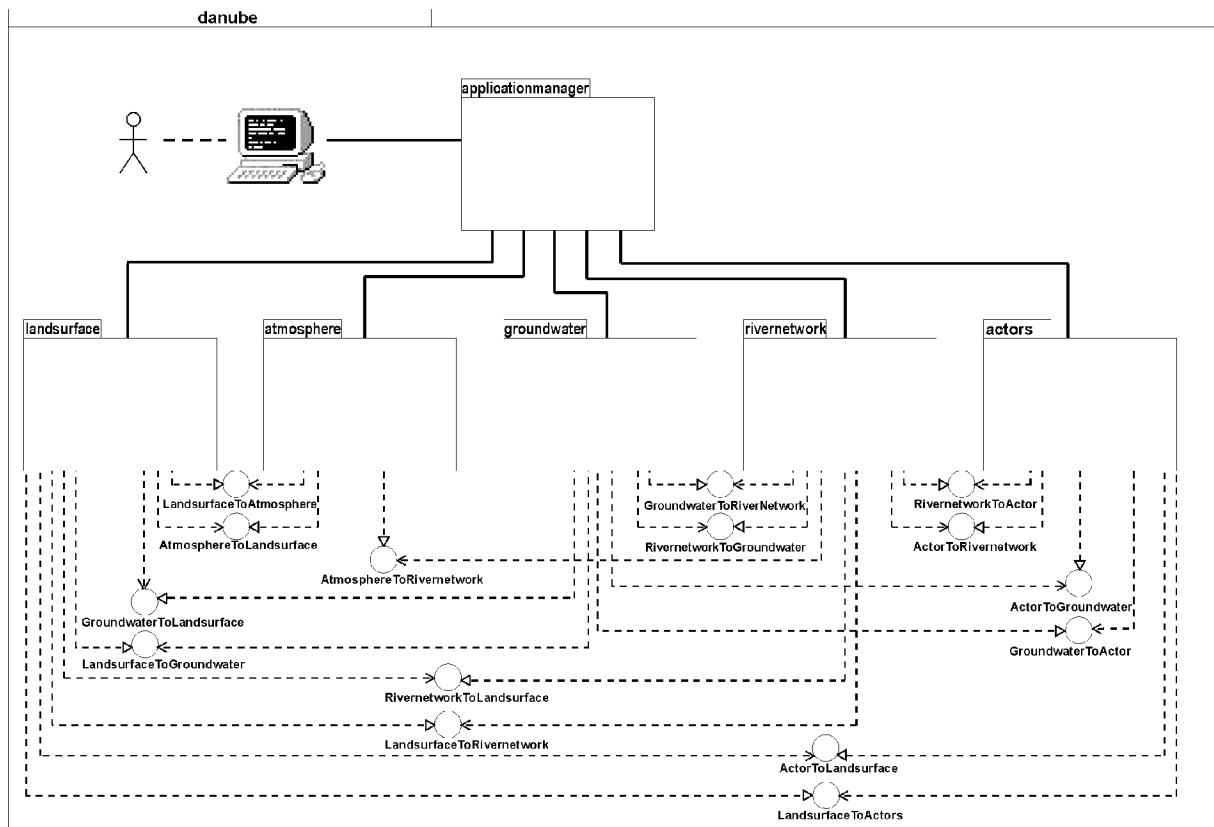 danube
applicationmanager
landsurface
atmosphere
groundwater
rivernetwork
actors
LandsurfaceToAtmosphere
GroundwaterToRiverNetwork
RivernetworkToActor
AtmosphereToLandsurface
RivernetworkToGroundwater
ActorToRivernetwork
AtmosphereToRivernetwork
ActorToGroundwater
GroundwaterToLandsurface
GroundwaterToActor
LandsurfaceToGroundwater
RivernetworkToLandsurface
LandsurfaceToRivernetwork
ActorToLandsurface
LandsurfaceToActors